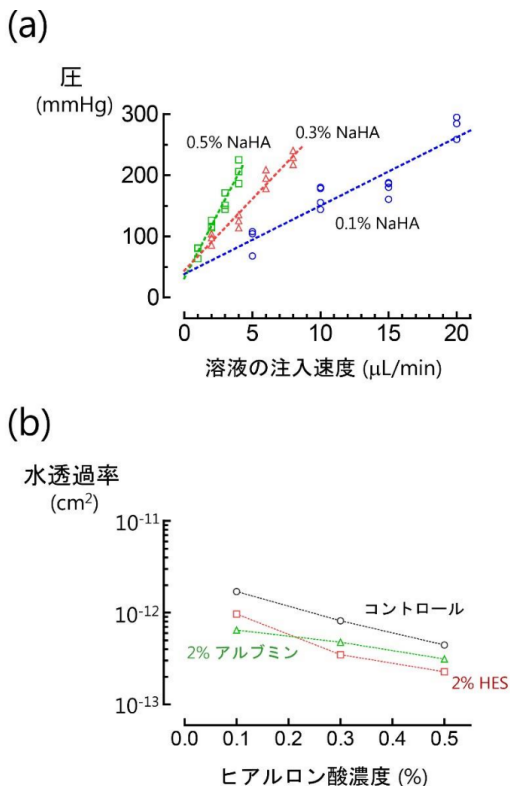 (a)
圧
(mmHg)
300
200
100
0
0.5% NaHA
0.3% NaHA
0.1% NaHA
0 5 10 15 20
溶液の注入速度 (μL/min)
(b)
水透過率
(cm²)
10⁻¹¹
10⁻¹²
10⁻¹³
コントロール
2% アルブミン
2% HES
0.0 0.1 0.2 0.3 0.4 0.5
ヒアルロン酸濃度 (%)